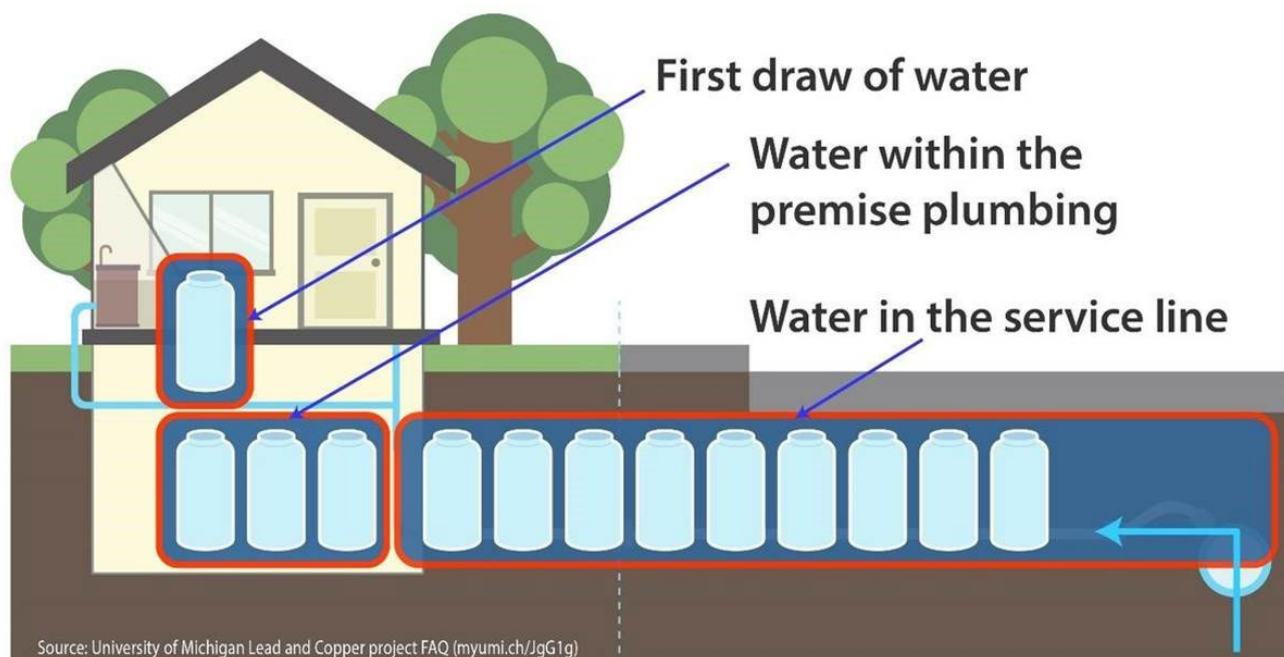 First draw of water
Water within the
premise plumbing
Water in the service line
Source: University of Michigan Lead and Copper project FAQ (myumi.ch/JgG1g)